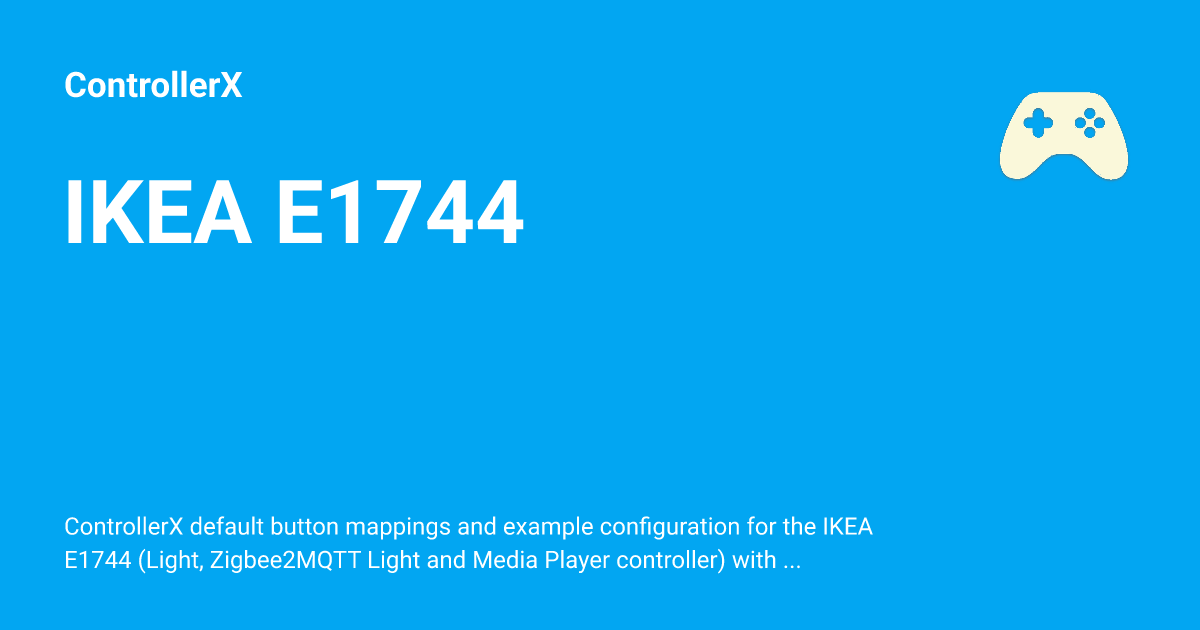 ControllerX
IKEA E1744
ControllerX default button mappings and example configuration for the IKEA
E1744 (Light, Zigbee2MQTT Light and Media Player controller) with ...